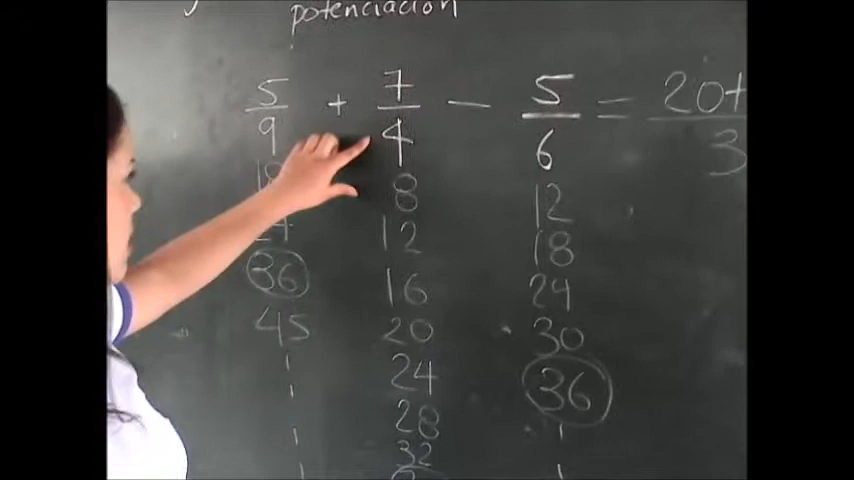 potenciación
5/9 + 7/4 - 5/6 = 20+
3
8 12
12 18
36 16 24
45 20 30
24 36
28
32